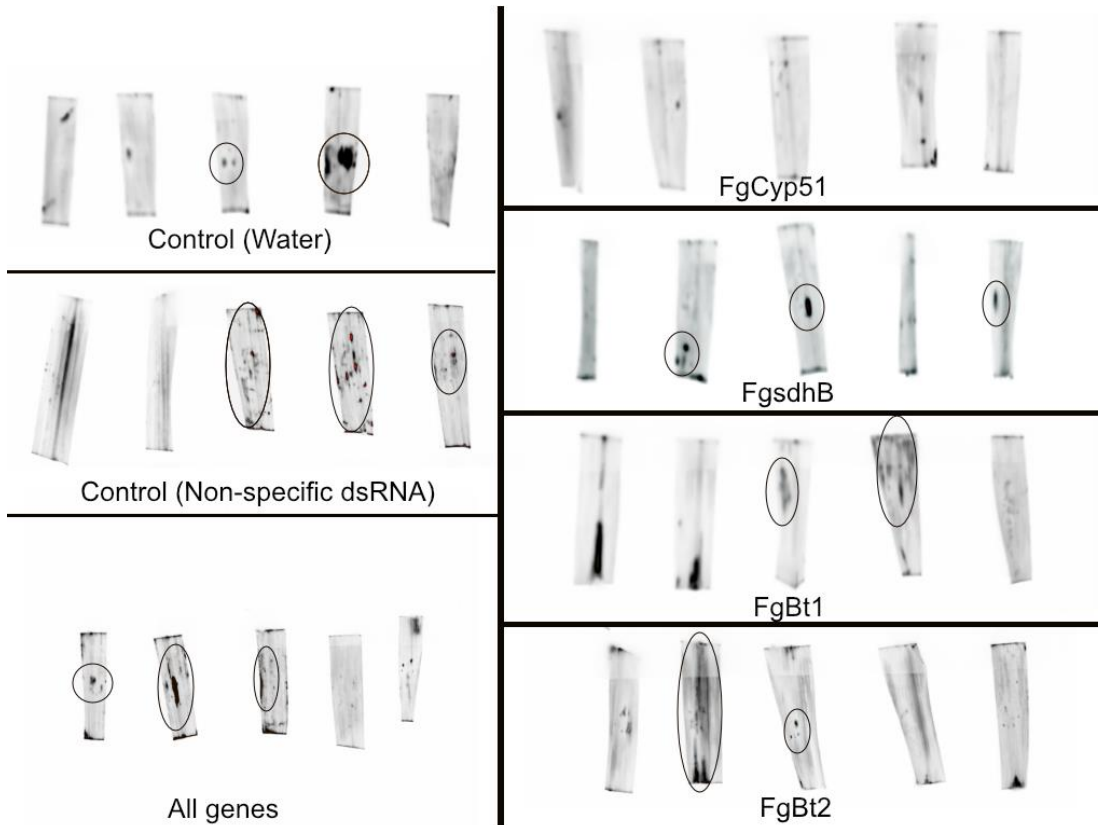 Control (Water)
Control (Non-specific dsRNA)
All genes
FgCyp51
FgsdhB
FgBt1
FgBt2